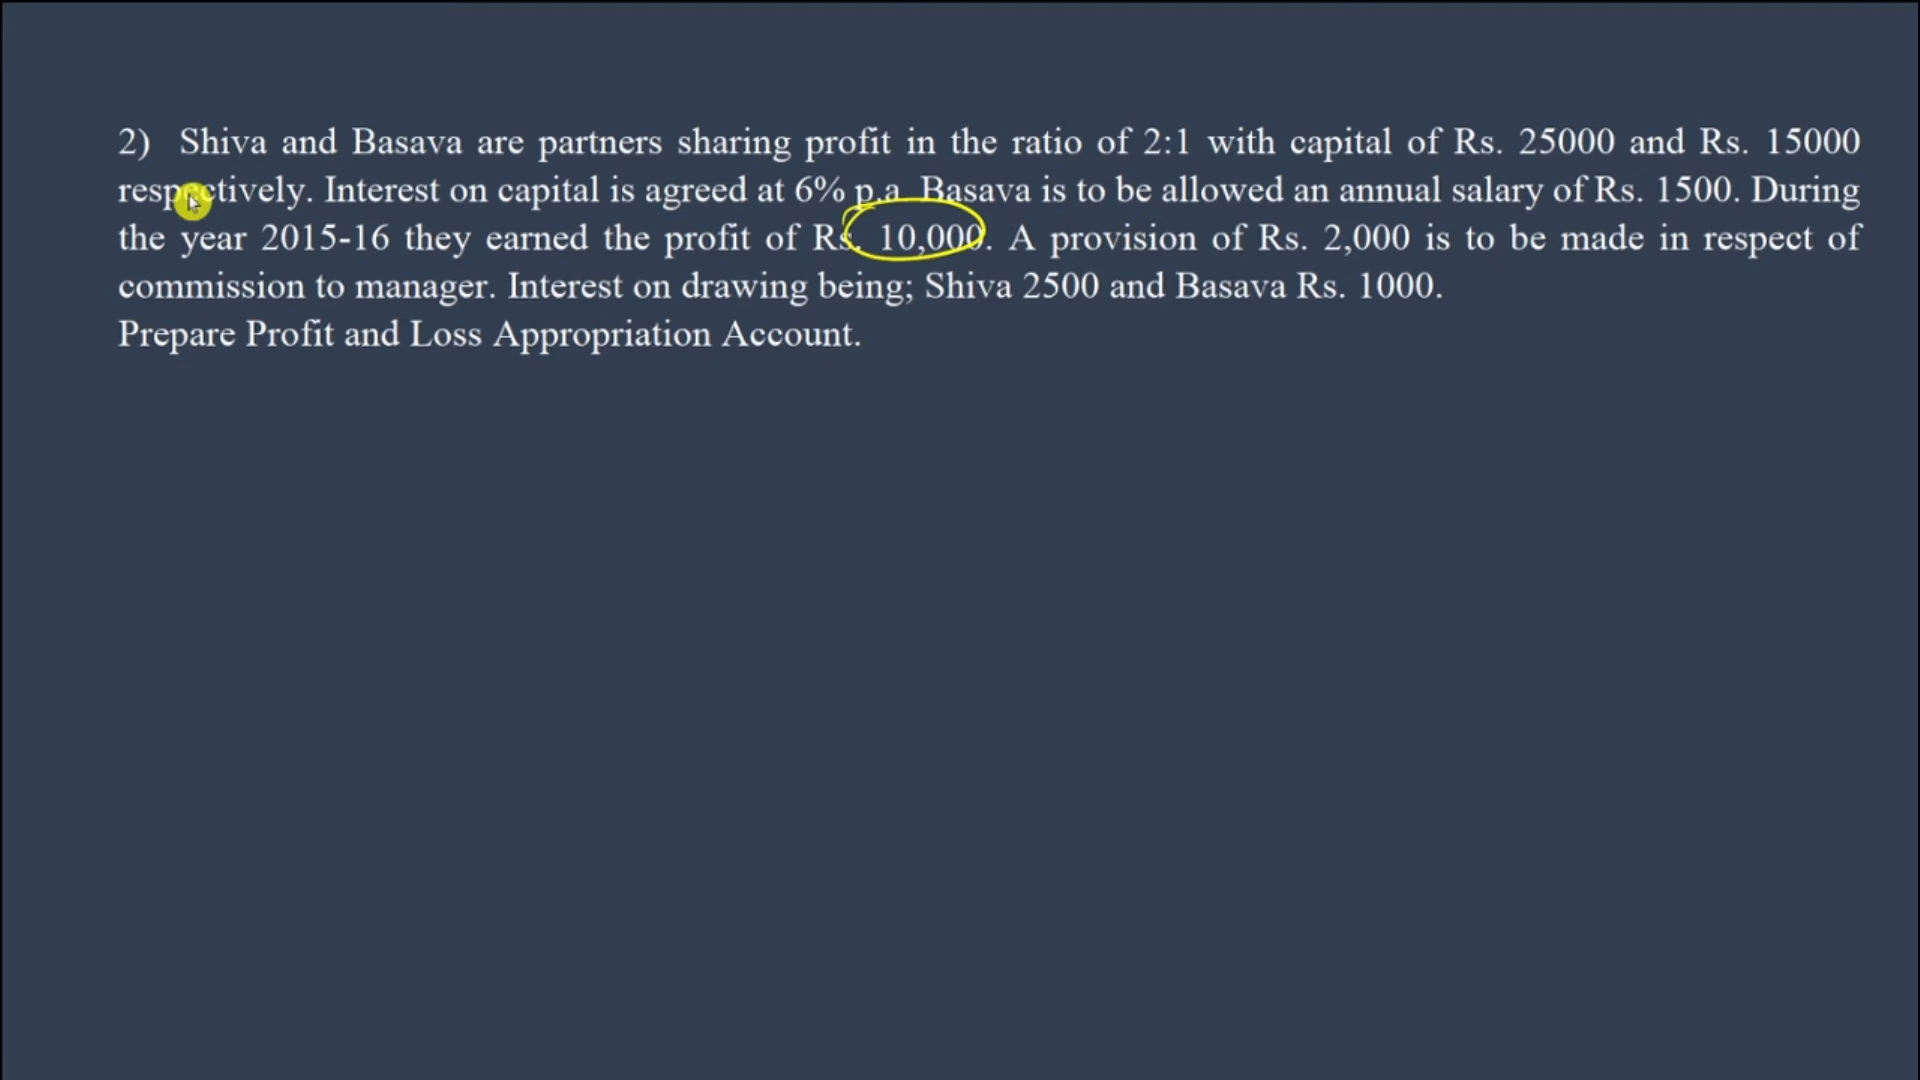 2) Shiva and Basava are partners sharing profit in the ratio of 2:1 with capital of Rs. 25000 and Rs. 15000
respectively. Interest on capital is agreed at 6% p.a. Basava is to be allowed an annual salary of Rs. 1500. During
the year 2015-16 they earned the profit of Rs. 10,000. A provision of Rs. 2,000 is to be made in respect of
commission to manager. Interest on drawing being; Shiva 2500 and Basava Rs. 1000.
Prepare Profit and Loss Appropriation Account.